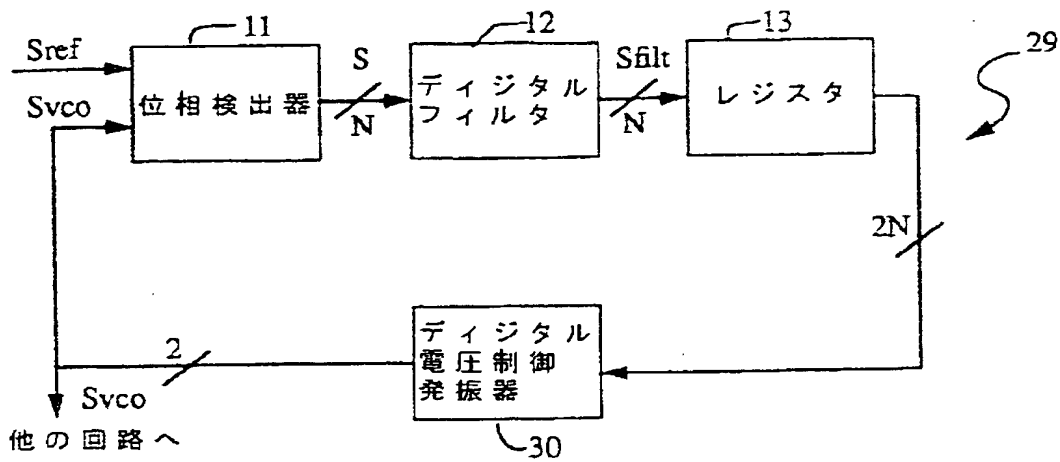 11
12
13
29
Sref
Svco
位相検出器
S
N
ディジタル
フィルタ
Sfilt
N
レジスタ
2N
ディジタル
電圧制御
発振器
30
2
Svco
他の回路へ